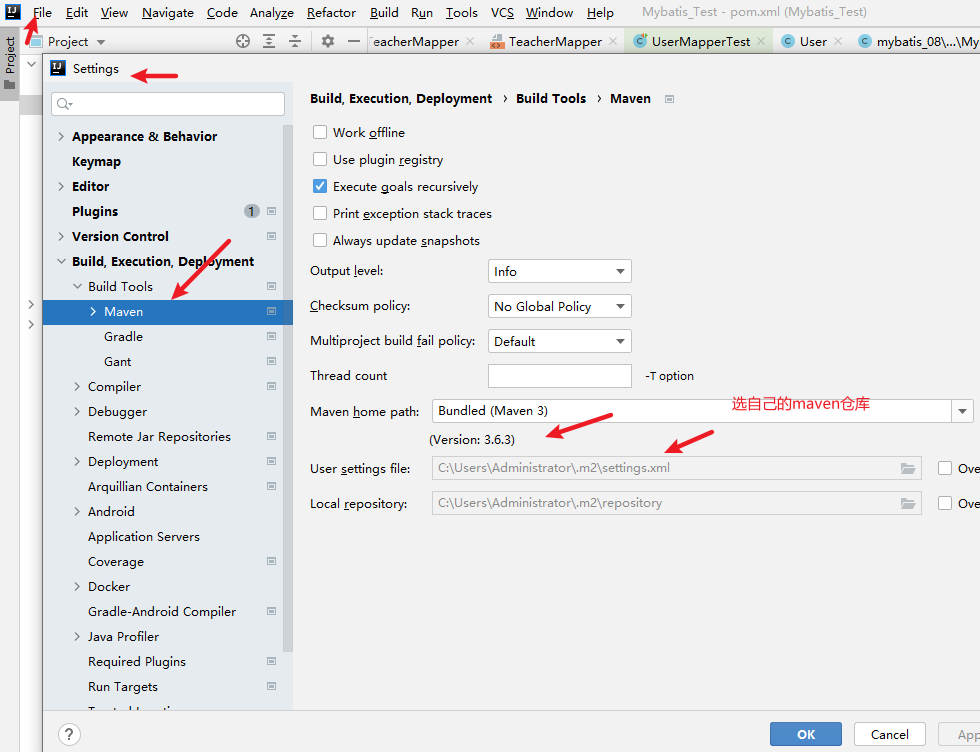 IJ File Edit View Navigate Code Analyze Refactor Build Run Tools VCS Window Help Mybatis_Test - pom.xml (Mybatis_Test)
Project
Project eacherMapper TeacherMapper UserMapperTest User mybatis_08\...\My
IJ Settings
Build, Execution, Deployment › Build Tools › Maven
Appearance & Behavior
Keymap
Editor
Plugins 1
Version Control
Build, Execution, Deployment
Build Tools
Maven
Gradle
Gant
Compiler
Debugger
Remote Jar Repositories
Deployment
Arquillian Containers
Android
Application Servers
Coverage
Docker
Gradle-Android Compiler
Java Profiler
Required Plugins
Run Targets
Work offline
Use plugin registry
Execute goals recursively
Print exception stack traces
Always update snapshots
Output level: Info
Checksum policy: No Global Policy
Multiproject build fail policy: Default
Thread count -T option
Maven home path: Bundled (Maven 3)
选自己的maven仓库
(Version: 3.6.3)
User settings file: C:\Users\Administrator\.m2\settings.xml Ove
Local repository: C:\Users\Administrator\.m2\repository Ove
? OK Cancel App